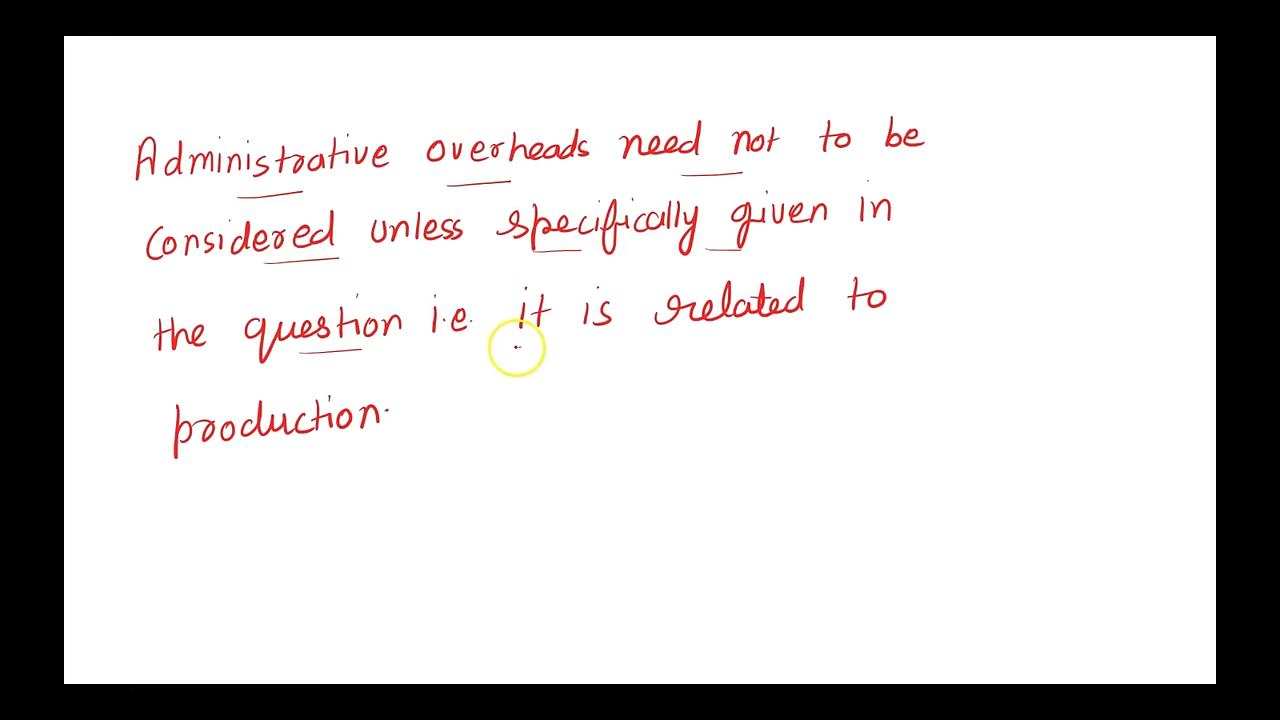 Administrative overheads need not to be
Considered unless specifically given in
the question i.e. it is related to
production.